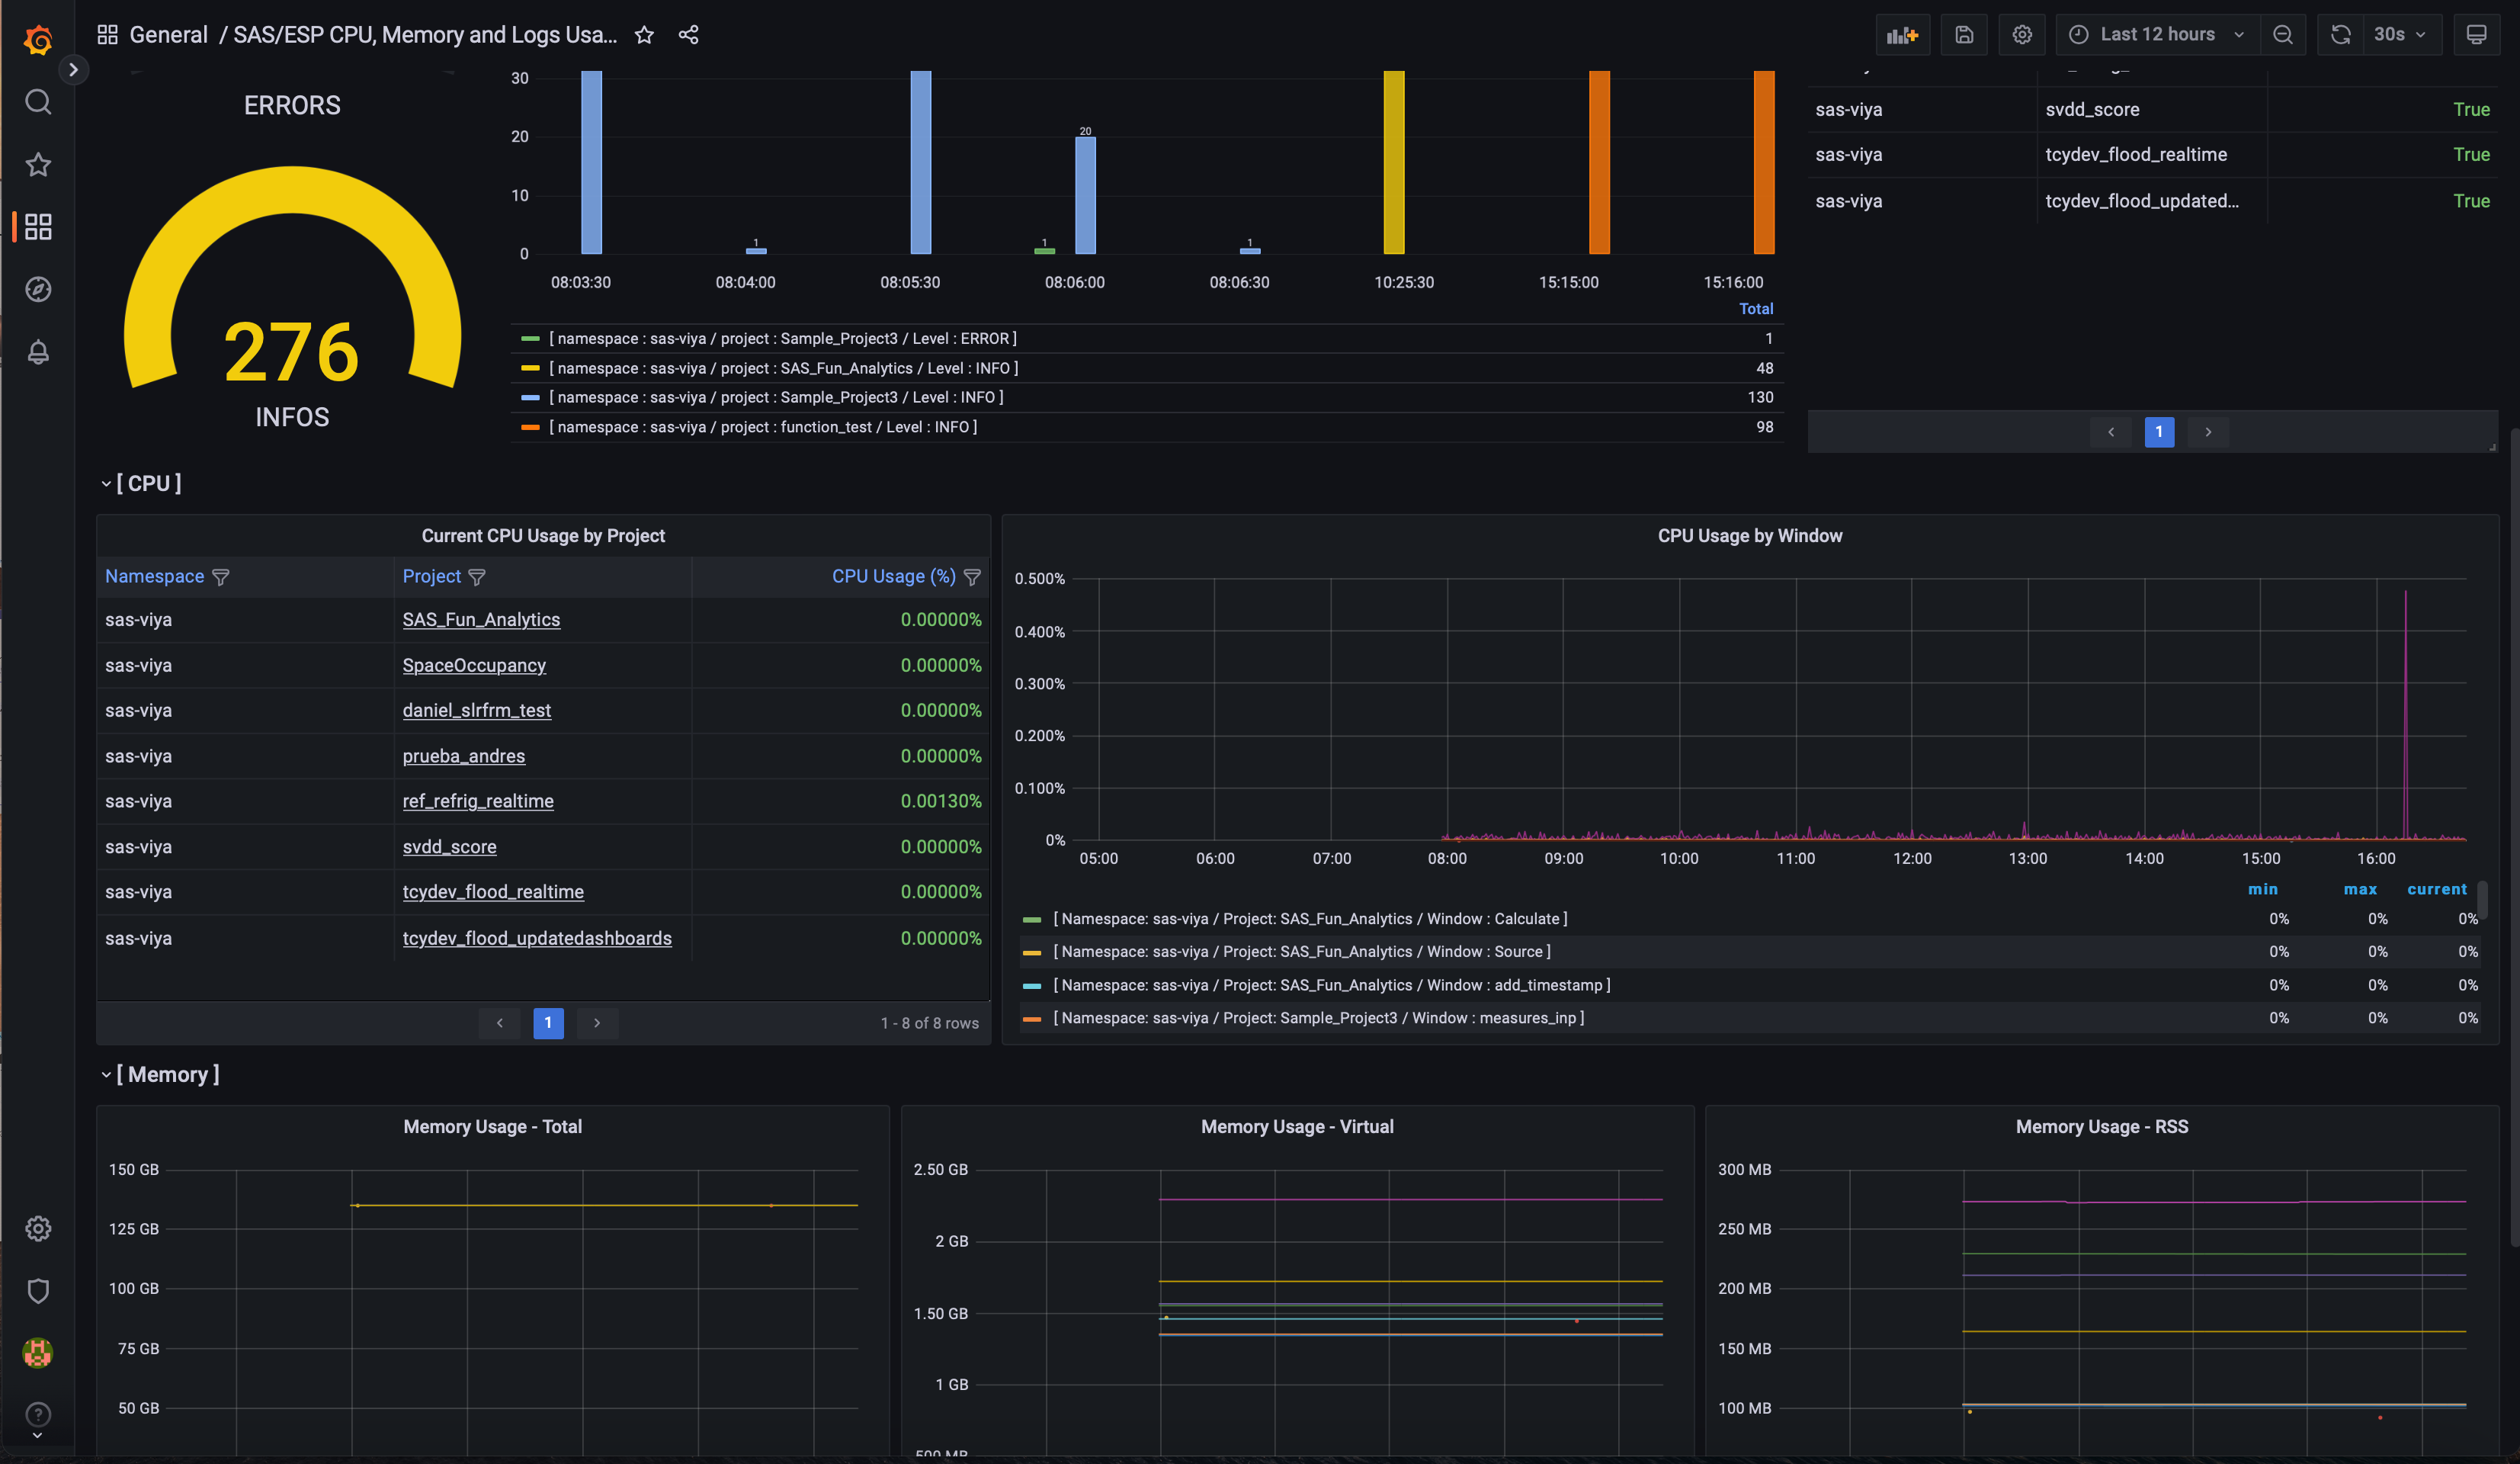 General / SAS/ESP CPU, Memory and Logs Usa...
Last 12 hours
30s
ERRORS
276
INFOS
30
20
10
0
1
20
1
1
08:03:30 08:04:00 08:05:30 08:06:00 08:06:30 10:25:30 15:15:00 15:16:00
Total
[ namespace : sas-viya / project : Sample_Project3 / Level : ERROR ] 1
[ namespace : sas-viya / project : SAS_Fun_Analytics / Level : INFO ] 48
[ namespace : sas-viya / project : Sample_Project3 / Level : INFO ] 130
[ namespace : sas-viya / project : function_test / Level : INFO ] 98
sas-viya svdd_score True
sas-viya tcydev_flood_realtime True
sas-viya tcydev_flood_updated... True
1
[ CPU ]
Current CPU Usage by Project
Namespace Project CPU Usage (%)
sas-viya SAS_Fun_Analytics 0.00000%
sas-viya SpaceOccupancy 0.00000%
sas-viya daniel_slrfrm_test 0.00000%
sas-viya prueba_andres 0.00000%
sas-viya ref_refrig_realtime 0.00130%
sas-viya svdd_score 0.00000%
sas-viya tcydev_flood_realtime 0.00000%
sas-viya tcydev_flood_updatedashboards 0.00000%
1
1 - 8 of 8 rows
CPU Usage by Window
0.500%
0.400%
0.300%
0.200%
0.100%
0%
05:00 06:00 07:00 08:00 09:00 10:00 11:00 12:00 13:00 14:00 15:00 16:00
min max current
[ Namespace: sas-viya / Project: SAS_Fun_Analytics / Window : Calculate ] 0% 0% 0%
[ Namespace: sas-viya / Project: SAS_Fun_Analytics / Window : Source ] 0% 0% 0%
[ Namespace: sas-viya / Project: SAS_Fun_Analytics / Window : add_timestamp ] 0% 0% 0%
[ Namespace: sas-viya / Project: Sample_Project3 / Window : measures_inp ] 0% 0% 0%
[ Memory ]
Memory Usage - Total
150 GB
125 GB
100 GB
75 GB
50 GB
Memory Usage - Virtual
2.50 GB
2 GB
1.50 GB
1 GB
500 MB
Memory Usage - RSS
300 MB
250 MB
200 MB
150 MB
100 MB